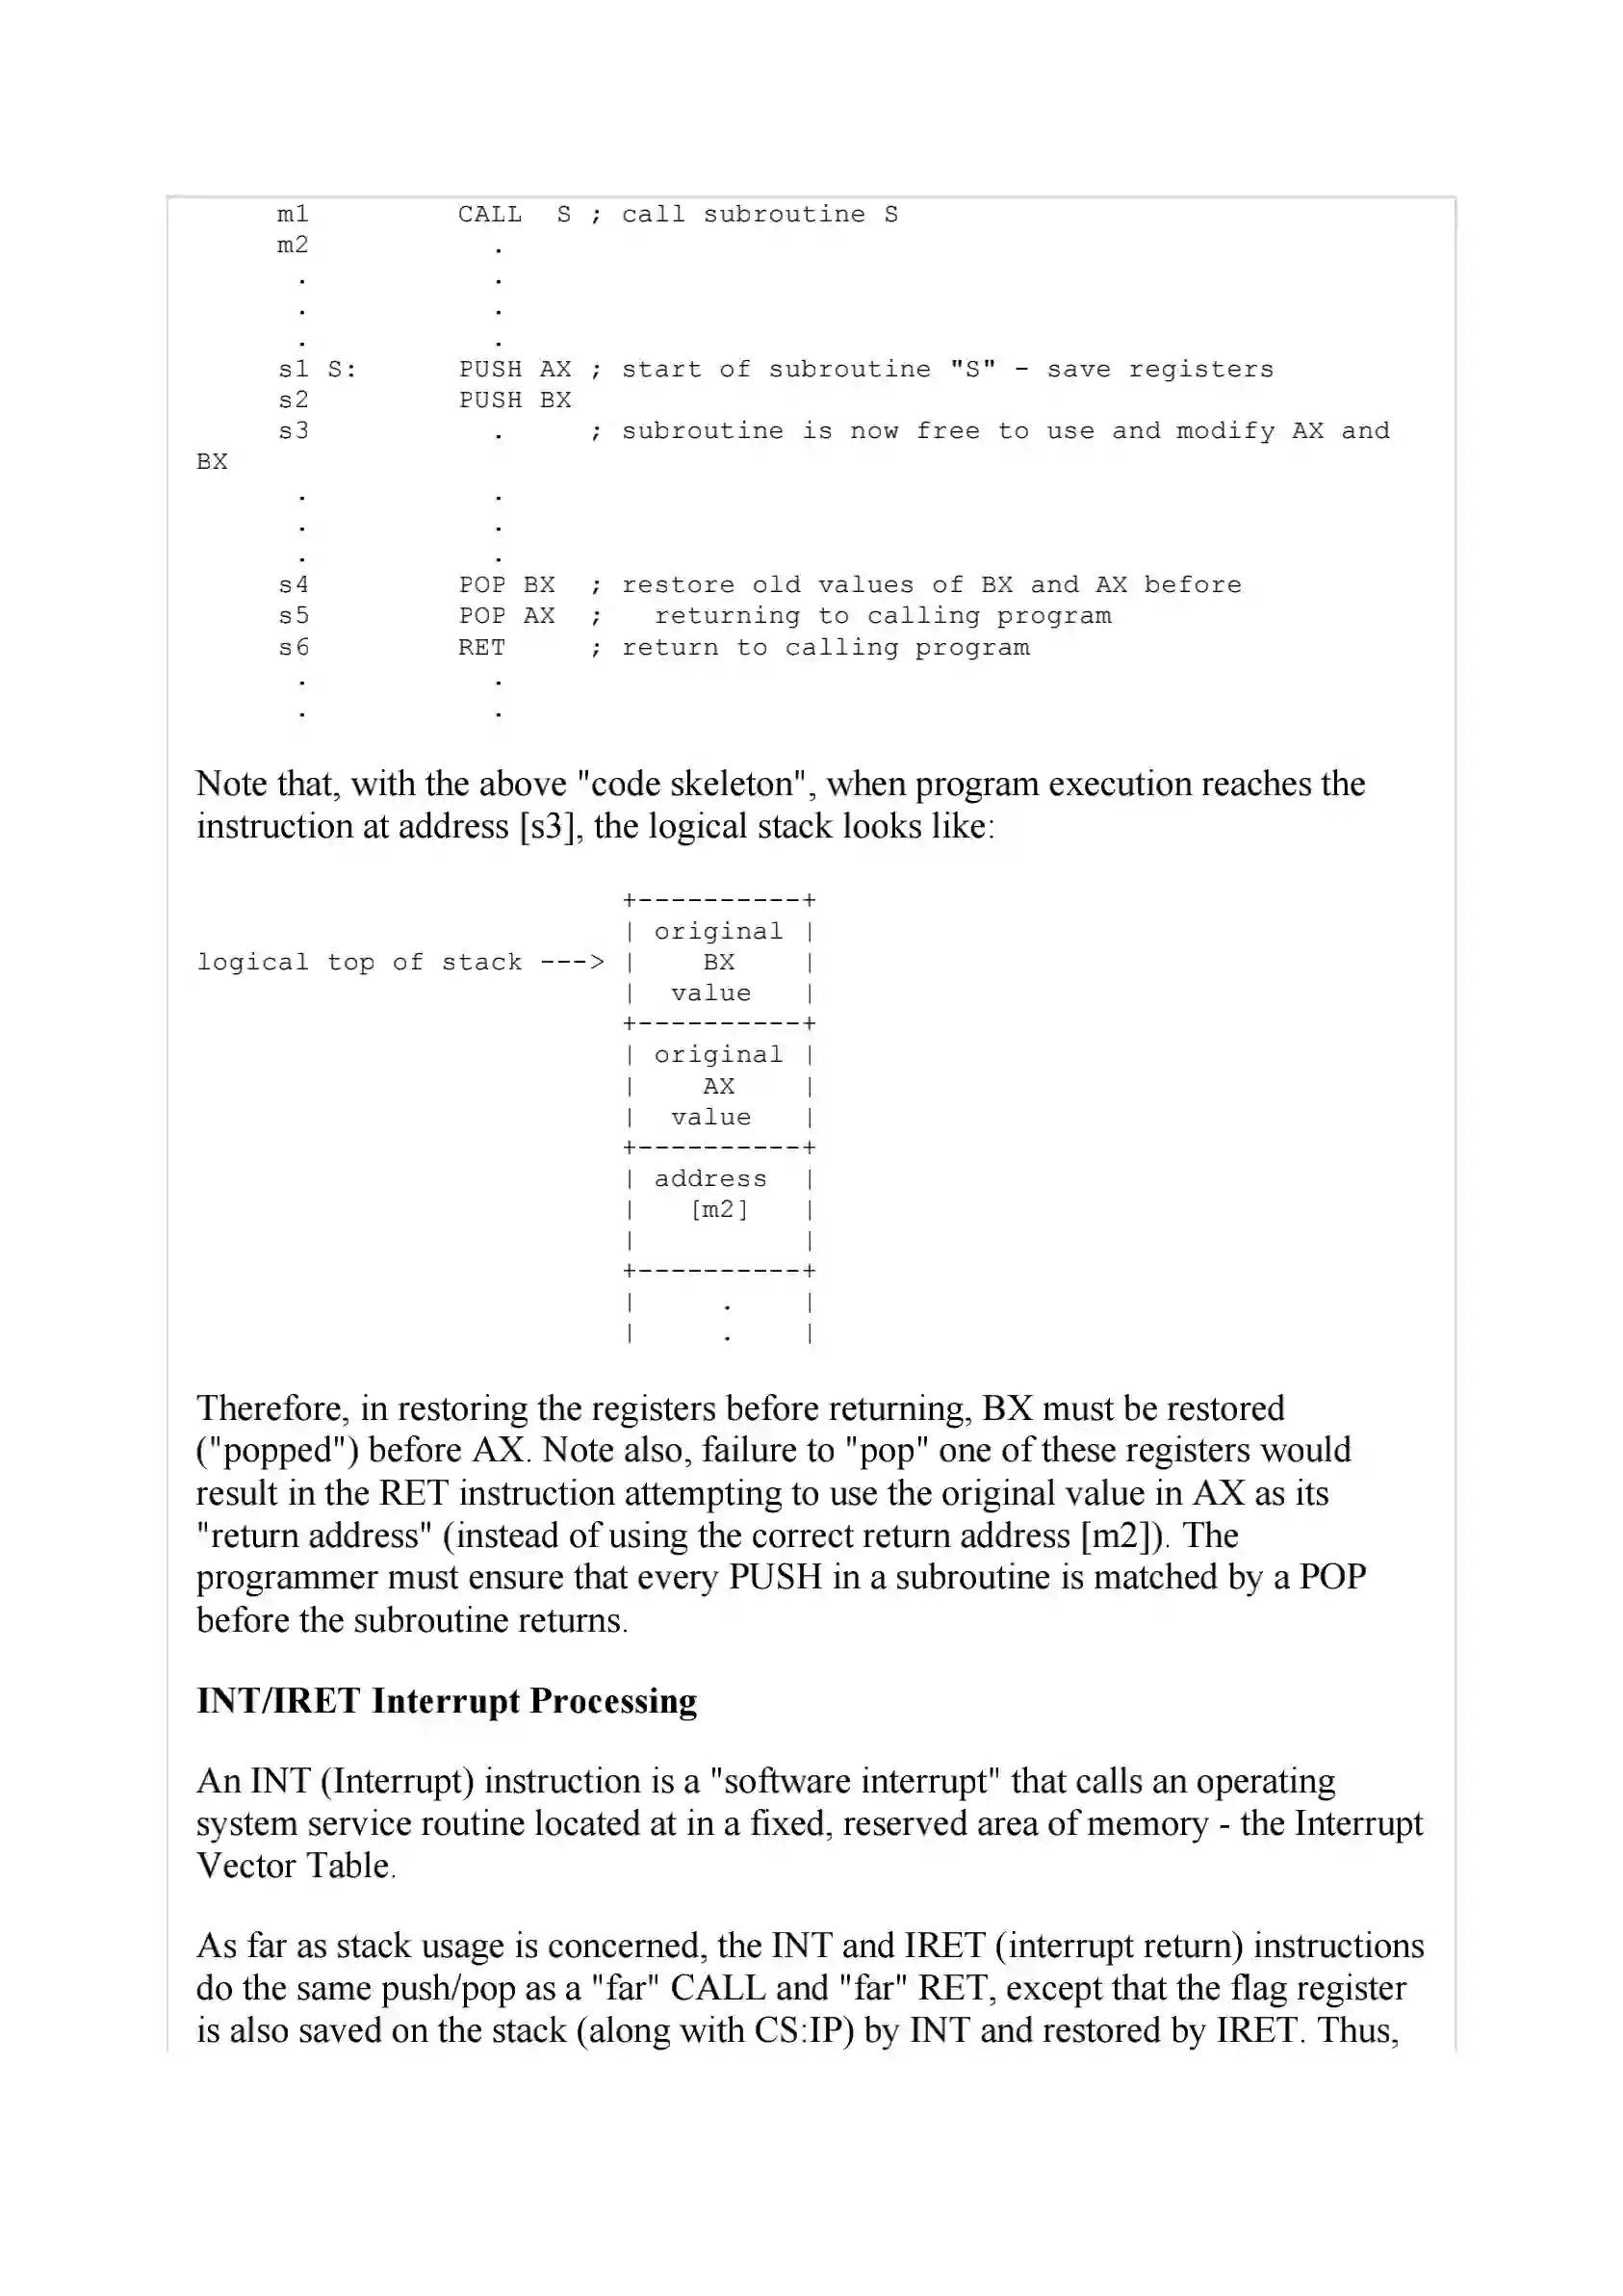 m1         CALL  S ; call subroutine S
m2           .
.           .
.           .
.           .
s1 S:      PUSH AX ; start of subroutine "S" - save registers
s2         PUSH BX
s3           .     ; subroutine is now free to use and modify AX and
BX
.           .
.           .
.           .
s4         POP BX  ; restore old values of BX and AX before
s5         POP AX  ;   returning to calling program
s6         RET     ; return to calling program
.           .
.           .
Note that, with the above "code skeleton", when program execution reaches the
instruction at address [s3], the logical stack looks like:
+----------+
| original |
logical top of stack ---> |    BX    |
|  value   |
+----------+
| original |
|    AX    |
|  value   |
+----------+
| address  |
|   [m2]   |
|          |
+----------+
|     .    |
|     .    |
Therefore, in restoring the registers before returning, BX must be restored
("popped") before AX. Note also, failure to "pop" one of these registers would
result in the RET instruction attempting to use the original value in AX as its
"return address" (instead of using the correct return address [m2]). The
programmer must ensure that every PUSH in a subroutine is matched by a POP
before the subroutine returns.
INT/IRET Interrupt Processing
An INT (Interrupt) instruction is a "software interrupt" that calls an operating
system service routine located at in a fixed, reserved area of memory - the Interrupt
Vector Table.
As far as stack usage is concerned, the INT and IRET (interrupt return) instructions
do the same push/pop as a "far" CALL and "far" RET, except that the flag register
is also saved on the stack (along with CS:IP) by INT and restored by IRET. Thus,